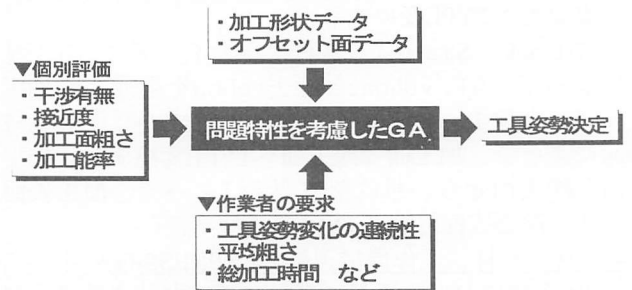 ・加工形状データ
・オフセット面データ
▼個別評価
・干渉有無
・接近度
・加工面粗さ
・加工能率
問題特性を考慮したGA
工具姿勢決定
▼作業者の要求
・工具姿勢変化の連続性
・平均粗さ
・総加工時間 など